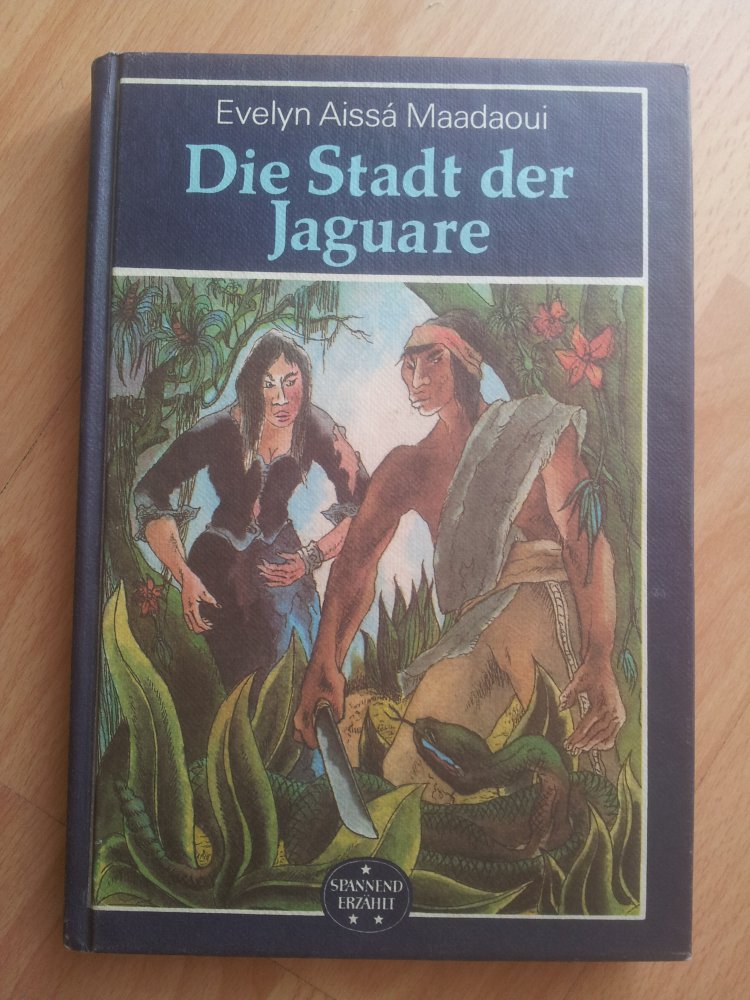 Evelyn Aissá Maadaoui
Die Stadt der
Jaguare
SPANNEND
ERZÄHLT